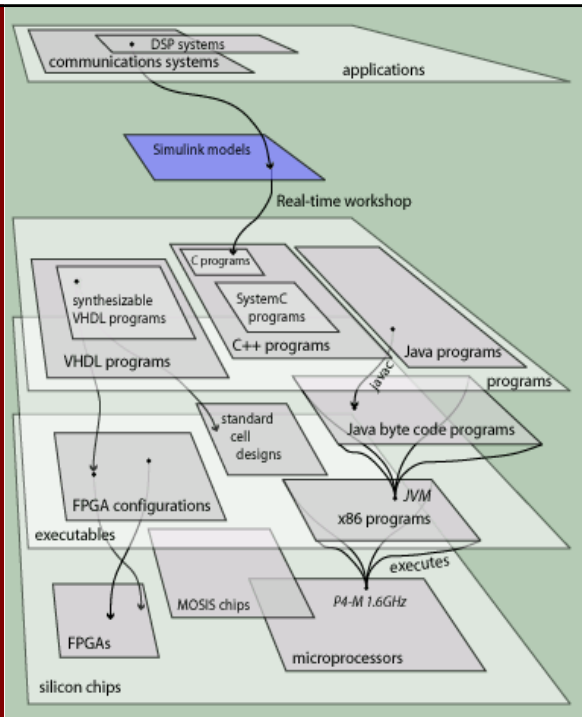 DSP systems
communications systems
applications
Simulink models
Real-time workshop
C programs
synthesizable
VHDL programs
SystemC
programs
VHDL programs
C++ programs
Java programs
javac
programs
standard
cell
designs
Java byte code programs
FPGA configurations
JVM
x86 programs
executables
executes
MOSIS chips
P4-M 1.6GHz
FPGAs
microprocessors
silicon chips